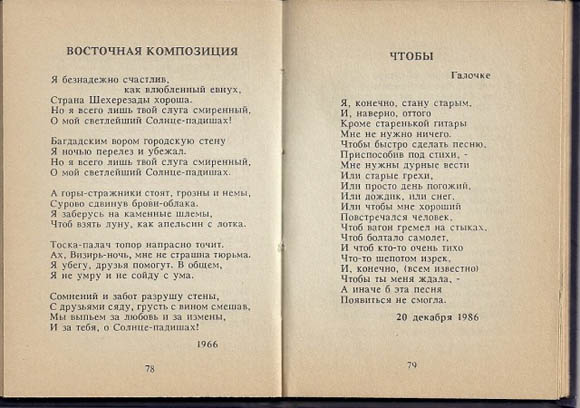 ВОСТОЧНАЯ КОМПОЗИЦИЯ
Я безнадежно счастлив,
как влюбленный евнух,
Страна Шехерезады хороша.
Но я всего лишь твой слуга смиренный,
О мой светлейший Солнце-падишах!
Багдадским вором городскую стену
Я ночью перелез и убежал.
Но я всего лишь твой слуга смиренный,
О мой светлейший Солнце-падишах.
А горы-стражники стоят, грозны и немы,
Сурово сдвинув брови-облака.
Я заберусь на каменные шлемы,
Чтоб взять луну, как апельсин с лотка.
Тоска-палач топор напрасно точит.
Ах, Визирь-ночь, мне не страшна тюрьма.
Я убегу, друзья помогут. В общем,
Я не умру и не сойду с ума.
Сомнений и забот разрушу стены,
С друзьями сяду, грусть с вином смешав,
Мы выпьем за любовь и за измены,
И за тебя, о Солнце-падишах!
1966
78
ЧТОБЫ
Галочке
Я, конечно, стану старым,
И, наверно, оттого
Кроме старенькой гитары
Мне не нужно ничего.
Чтобы быстро сделать песню,
Приспособив под стихи, -
Мне нужны дурные вести
Или старые грехи,
Или просто день погожий,
Или дождик, или снег,
Или чтобы мне хороший
Повстречался человек,
Чтоб вагон гремел на стыках,
Чтоб болтало самолет,
И чтоб кто-то очень тихо
Что-то шепотом изрек,
И, конечно, (всем известно)
Чтобы ты меня ждала, -
А иначе б эта песня
Появиться не смогла.
20 декабря 1986
79